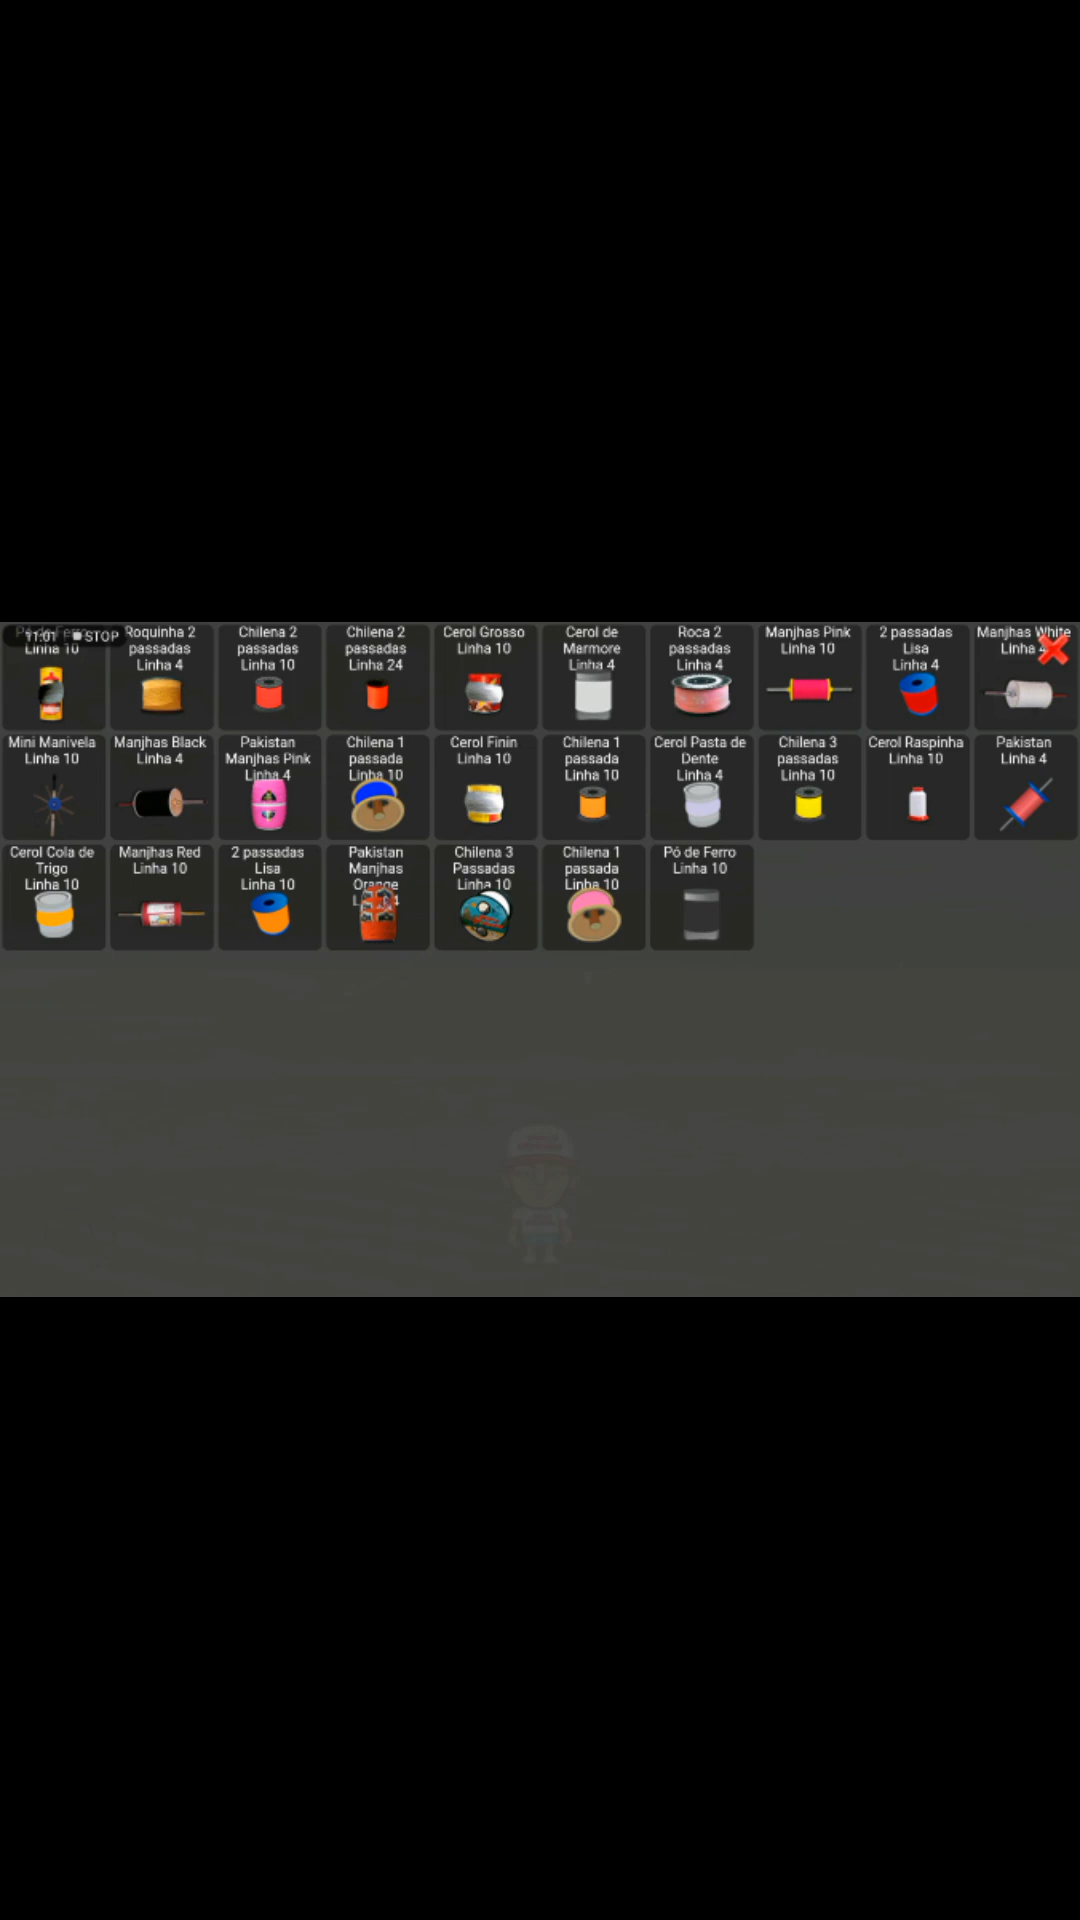 11:01 STOP
Linha 10
Roquinha 2
passadas
Linha 4
Chilena 2
passadas
Linha 10
Chilena 2
passadas
Linha 24
Cerol Grosso
Linha 10
Cerol de
Marmore
Linha 4
Roca 2
passadas
Linha 4
Manjhas Pink
Linha 10
2 passadas
Lisa
Linha 4
Manjhas White
Linha 4
Mini Manivela
Linha 10
Manjhas Black
Linha 4
Pakistan
Manjhas Pink
Linha 4
Chilena 1
passada
Linha 10
Cerol Finin
Linha 10
Chilena 1
passada
Linha 10
Cerol Pasta de
Dente
Linha 4
Chilena 3
passadas
Linha 10
Cerol Raspinha
Linha 10
Pakistan
Linha 4
Cerol Cola de
Trigo
Linha 10
Manjhas Red
Linha 10
2 passadas
Lisa
Linha 10
Pakistan
Manjhas
Orange
Chilena 3
Passadas
Linha 10
Chilena 1
passada
Linha 10
Pó de Ferro
Linha 10